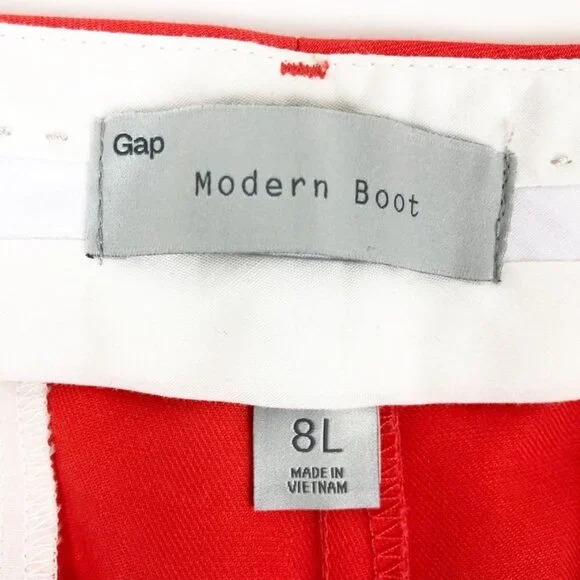 Gap
Modern Boot
8L
MADE IN
VIETNAM